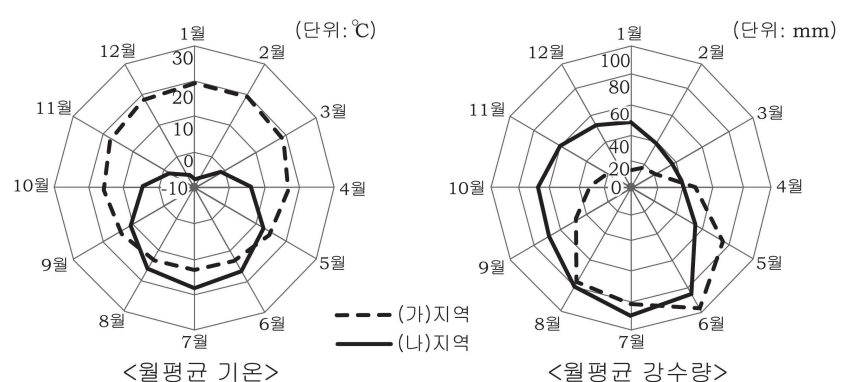 1월
(단위: ℃)
2월
3월
4월
5월
6월
7월
8월
9월
10월
11월
12월
30
20
10
0
-10
<월평균 기온>
1월
(단위: mm)
2월
3월
4월
5월
6월
7월
8월
9월
10월
11월
12월
100
80
60
40
20
0
<월평균 강수량>
(가)지역
(나)지역